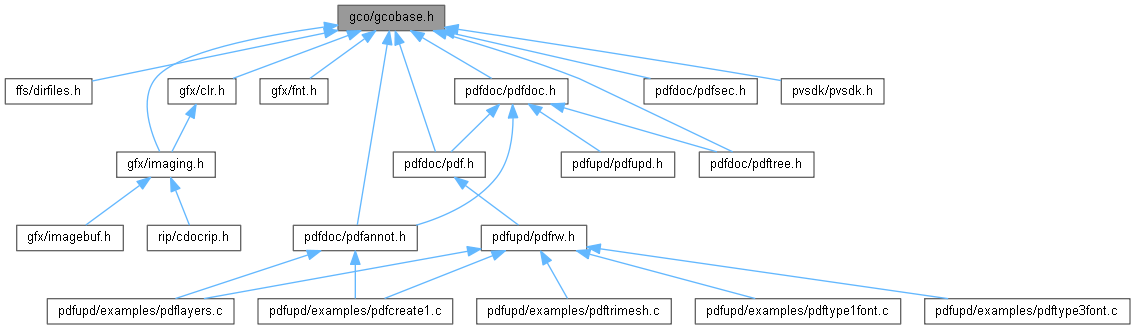 gco/gcobase.h
ffs/dirfiles.h
gfx/clr.h
gfx/fnt.h
pdfdoc/pdfdoc.h
pdfdoc/pdfsec.h
pvsdk/pvsdk.h
gfx/imaging.h
pdfdoc/pdf.h
pdfupd/pdfupd.h
pdfdoc/pdftree.h
gfx/imagebuf.h
rip/cdocrip.h
pdfdoc/pdfannot.h
pdfupd/pdfrw.h
pdfupd/examples/pdflayers.c
pdfupd/examples/pdfcreate1.c
pdfupd/examples/pdftrimesh.c
pdfupd/examples/pdftype1font.c
pdfupd/examples/pdftype3font.c